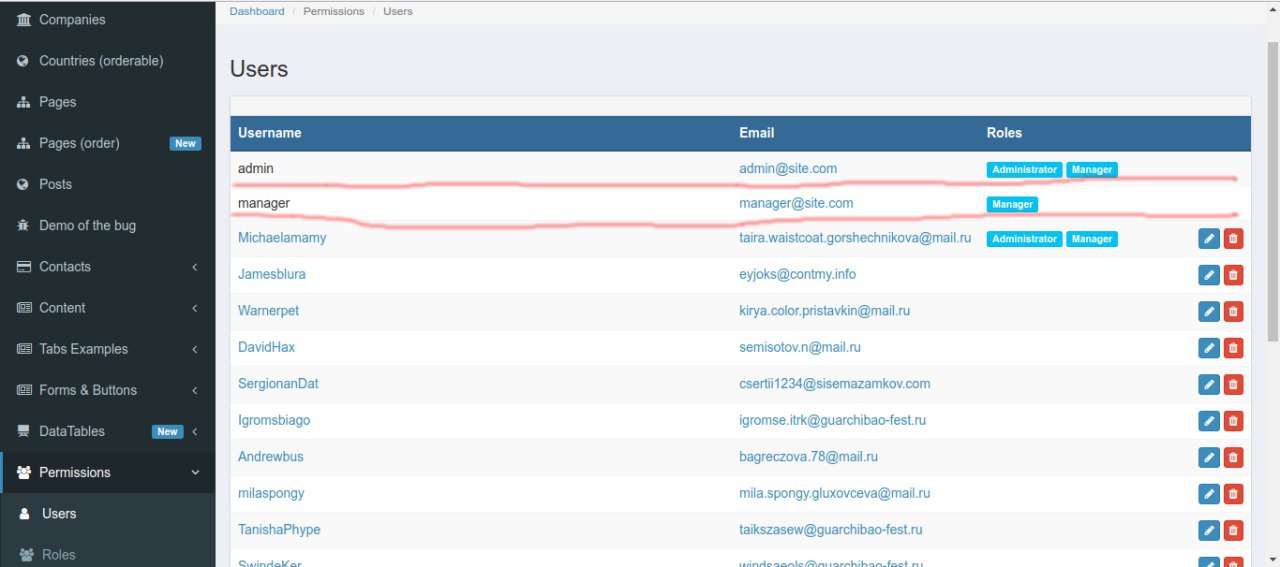 Companies
Countries (orderable)
Pages
Pages (order) New
Posts
Demo of the bug
Contacts
Content
Tabs Examples
Forms & Buttons
DataTables New
Permissions
Users
Roles
Dashboard / Permissions / Users
Users
Username Email Roles
admin admin@site.com Administrator Manager
manager manager@site.com Manager
Michaelamamy taira.waistcoat.gorshechnikova@mail.ru Administrator Manager
Jamesblura eyjoks@contmy.info
Warnerpet kirya.color.pristavkin@mail.ru
DavidHax semisotov.n@mail.ru
SergionanDat csertii1234@sisemazamkov.com
Igromsbiago igromse.itrk@guarchibao-fest.ru
Andrewbus bagreczova.78@mail.ru
milaspongy mila.spongy.gluxovceva@mail.ru
TanishaPhype taikszasew@guarchibao-fest.ru
SwindeKer windsaeols@guarchibao-fest.ru